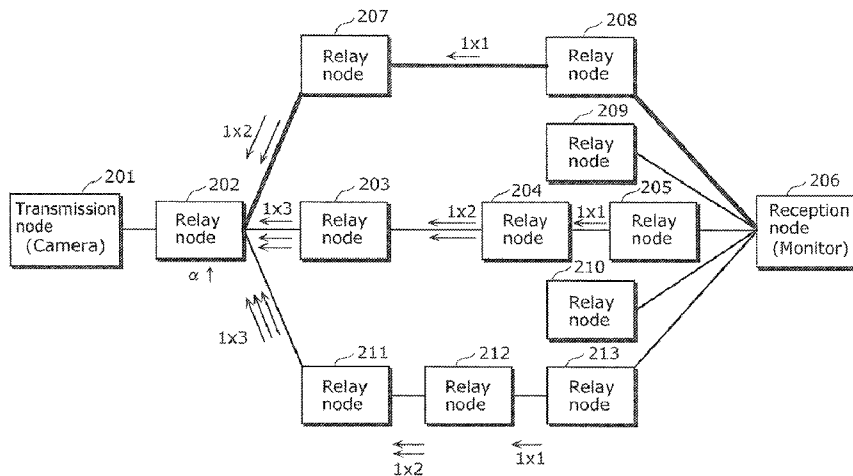 207
Relay
node
1x1
208
Relay
node
209
Relay
node
1x2
201
Transmission
node
(Camera)
202
Relay
node
α ↑
1x3
203
Relay
node
1x2
204
Relay
node
1x1
205
Relay
node
206
Reception
node
(Monitor)
210
Relay
node
1x3
211
Relay
node
212
Relay
node
213
Relay
node
1x2
1x1